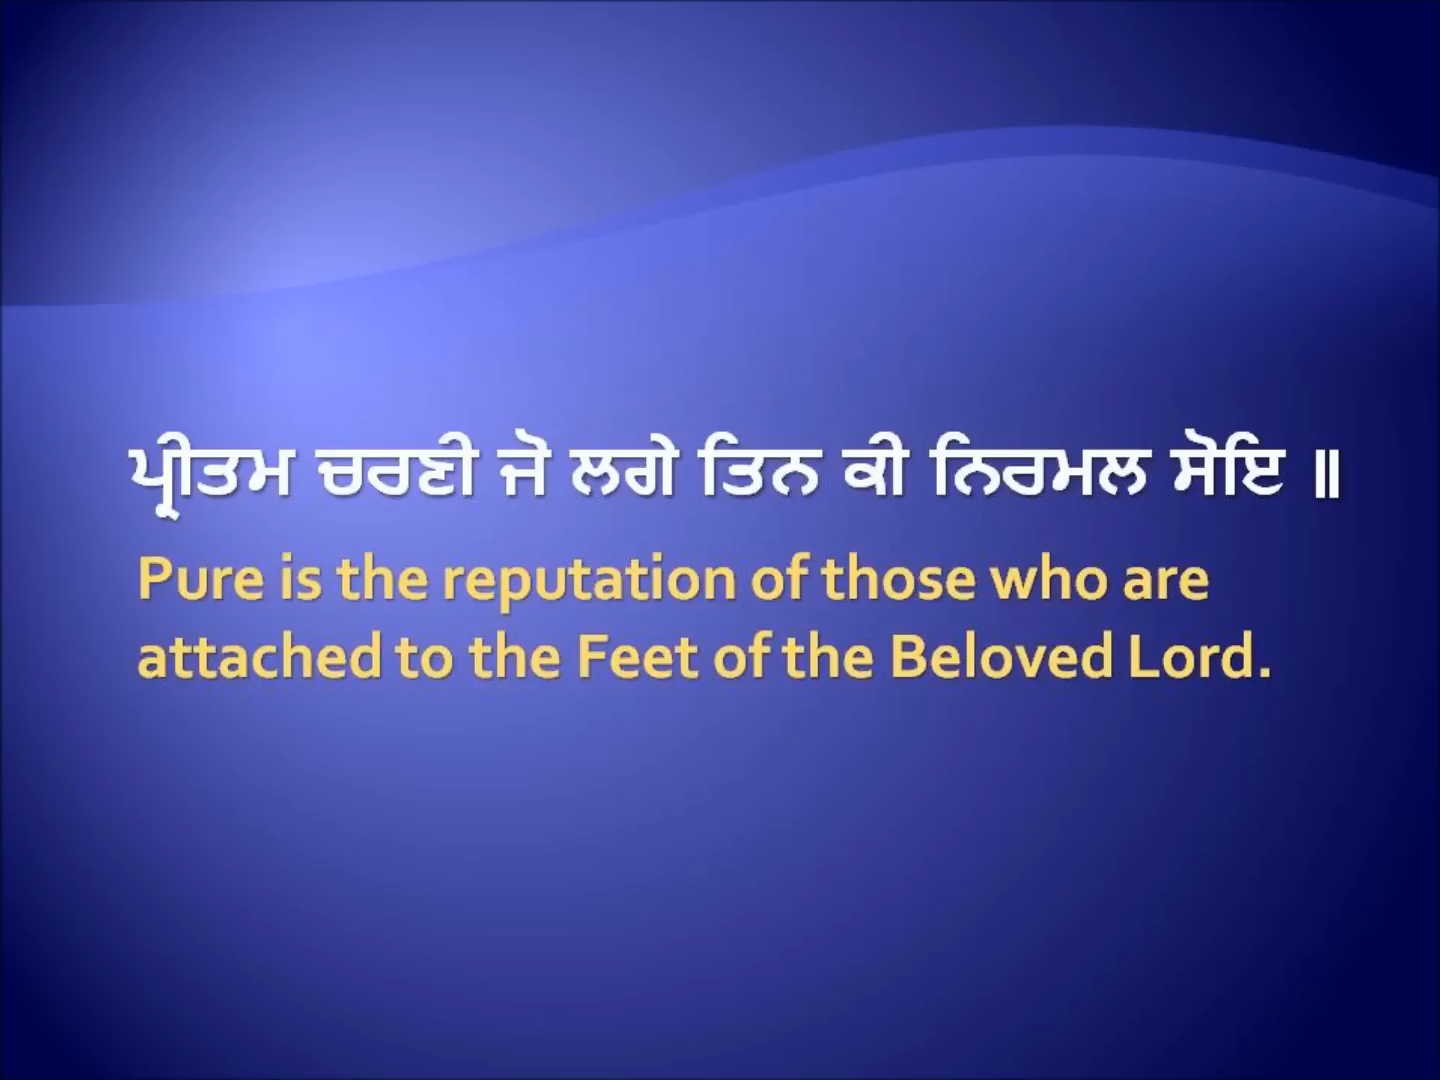 ਪ੍ਰੀਤਮ ਚਰਣੀ ਜੋ ਲਗੇ ਤਿਨ ਕੀ ਨਿਰਮਲ ਸੋਇ ॥
Pure is the reputation of those who are
attached to the Feet of the Beloved Lord.